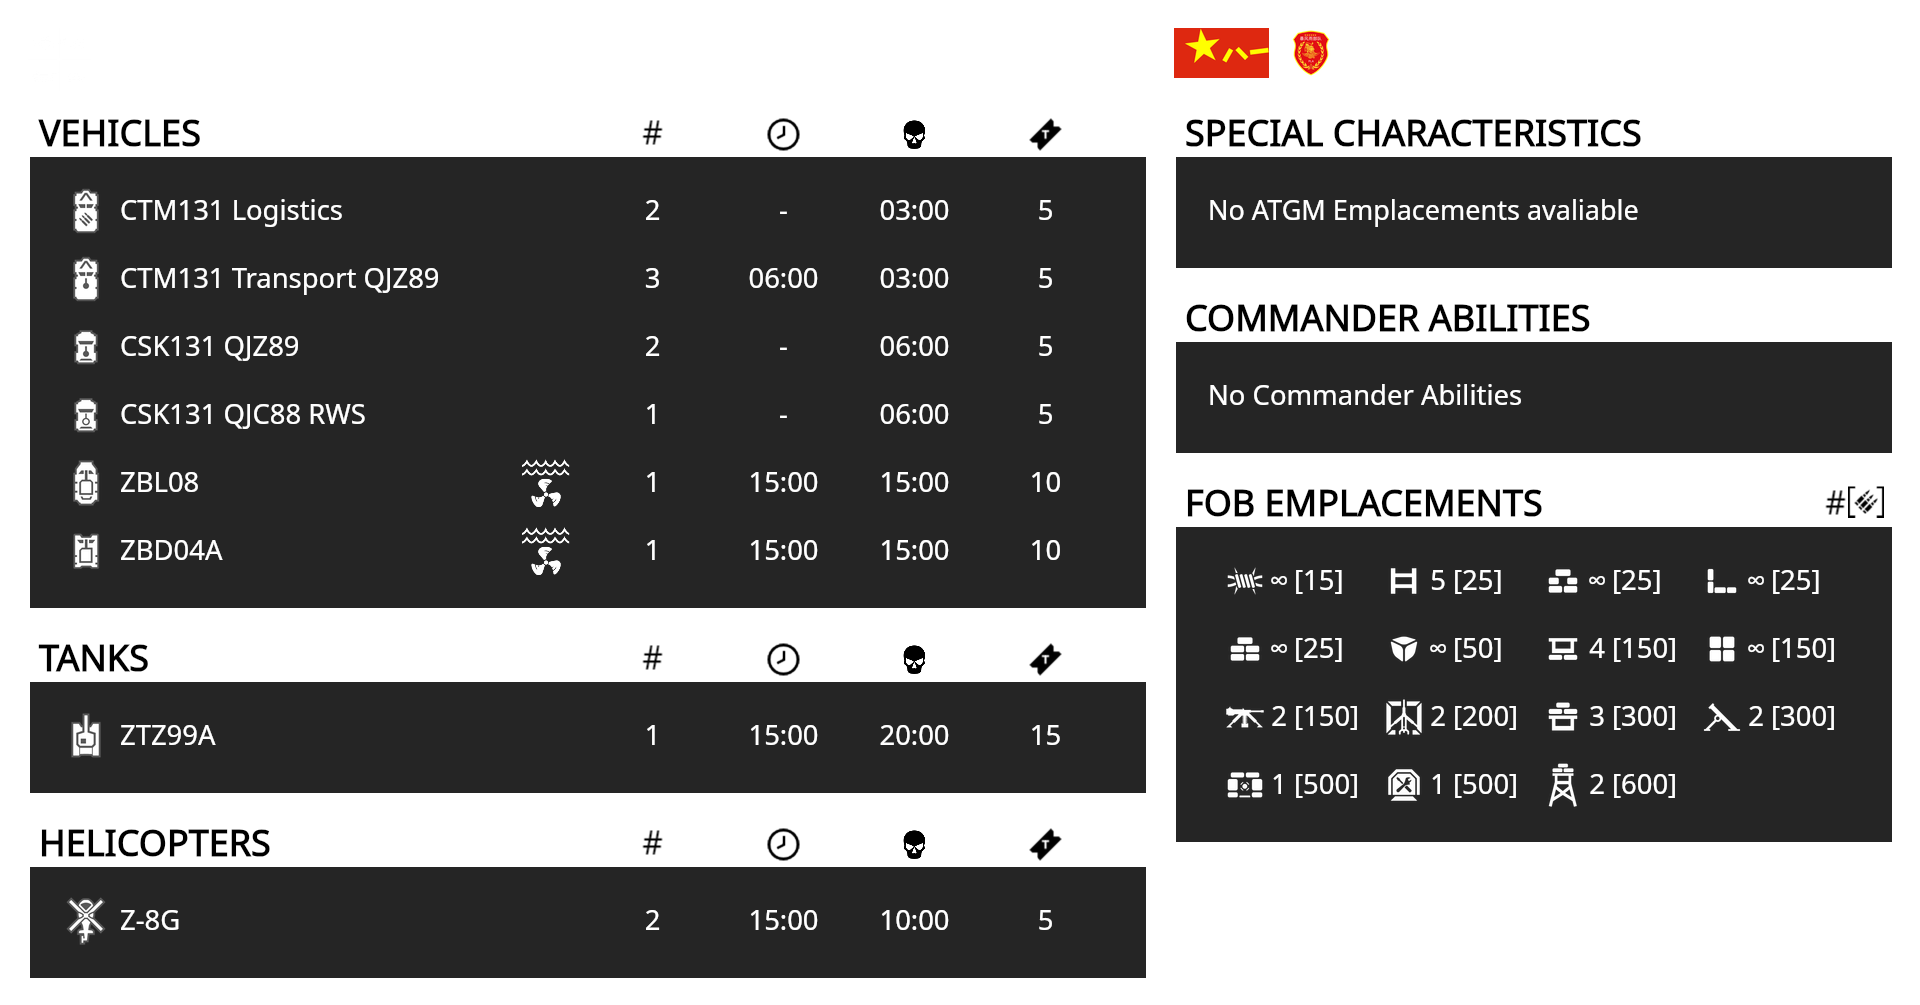 八一
VEHICLES #
CTM131 Logistics 2 - 03:00 5
CTM131 Transport QJZ89 3 06:00 03:00 5
CSK131 QJZ89 2 - 06:00 5
CSK131 QJC88 RWS 1 - 06:00 5
ZBL08 1 15:00 15:00 10
ZBD04A 1 15:00 15:00 10
TANKS #
ZTZ99A 1 15:00 20:00 15
HELICOPTERS #
Z-8G 2 15:00 10:00 5
SPECIAL CHARACTERISTICS
No ATGM Emplacements avaliable
COMMANDER ABILITIES
No Commander Abilities
FOB EMPLACEMENTS #[ ]
∞ [15] 5 [25] ∞ [25] ∞ [25]
∞ [25] ∞ [50] 4 [150] ∞ [150]
2 [150] 2 [200] 3 [300] 2 [300]
1 [500] 1 [500] 2 [600]